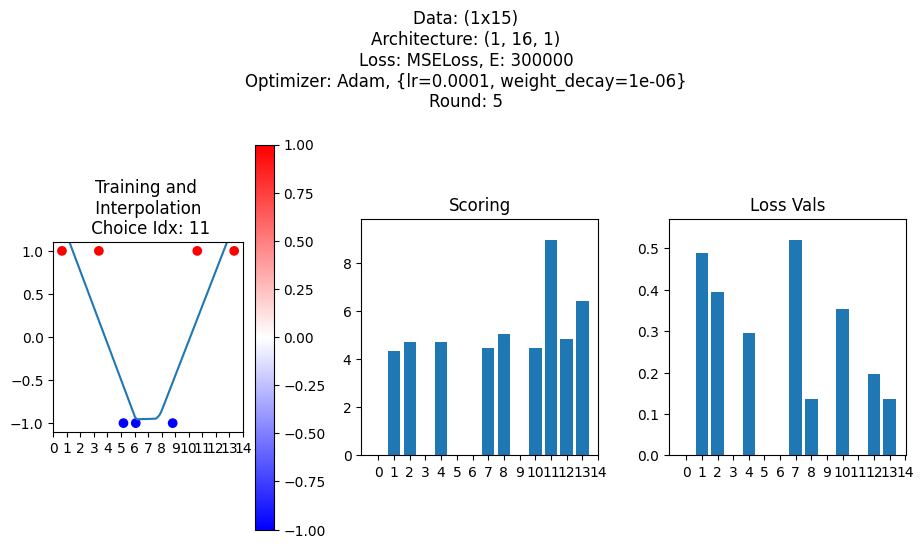 Data: (1x15)
Architecture: (1, 16, 1)
Loss: MSELoss, E: 300000
Optimizer: Adam, {lr=0.0001, weight_decay=1e-06}
Round: 5
Training and
Interpolation
Choice Idx: 11
1.0
0.5
0.0
−0.5
−1.0
0 1 2 3 4 5 6 7 8 9 10 11 12 13 14
1.00
0.75
0.50
0.25
0.00
−0.25
−0.50
−0.75
−1.00
Scoring
8
6
4
2
0
0 1 2 3 4 5 6 7 8 9 10 11 12 13 14
Loss Vals
0.5
0.4
0.3
0.2
0.1
0.0
0 1 2 3 4 5 6 7 8 9 10 11 12 13 14